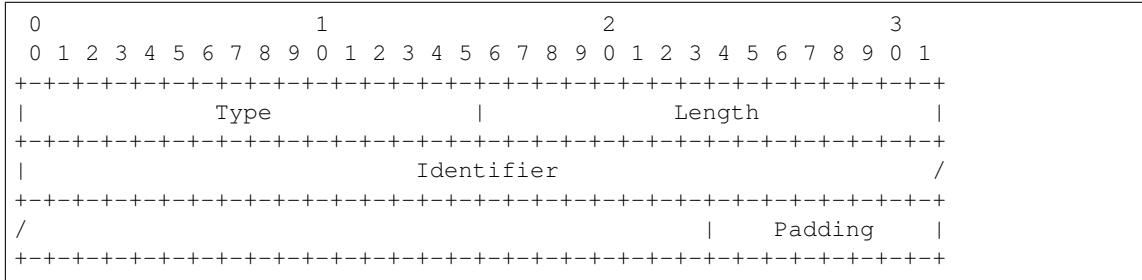 0                   1                   2                   3
 0 1 2 3 4 5 6 7 8 9 0 1 2 3 4 5 6 7 8 9 0 1 2 3 4 5 6 7 8 9 0 1
+-+-+-+-+-+-+-+-+-+-+-+-+-+-+-+-+-+-+-+-+-+-+-+-+-+-+-+-+-+-+-+-+
|             Type              |             Length            |
+-+-+-+-+-+-+-+-+-+-+-+-+-+-+-+-+-+-+-+-+-+-+-+-+-+-+-+-+-+-+-+-+
|                           Identifier                          /
+-+-+-+-+-+-+-+-+-+-+-+-+-+-+-+-+-+-+-+-+-+-+-+-+-+-+-+-+-+-+-+-+
/                                               |    Padding    |
+-+-+-+-+-+-+-+-+-+-+-+-+-+-+-+-+-+-+-+-+-+-+-+-+-+-+-+-+-+-+-+-+